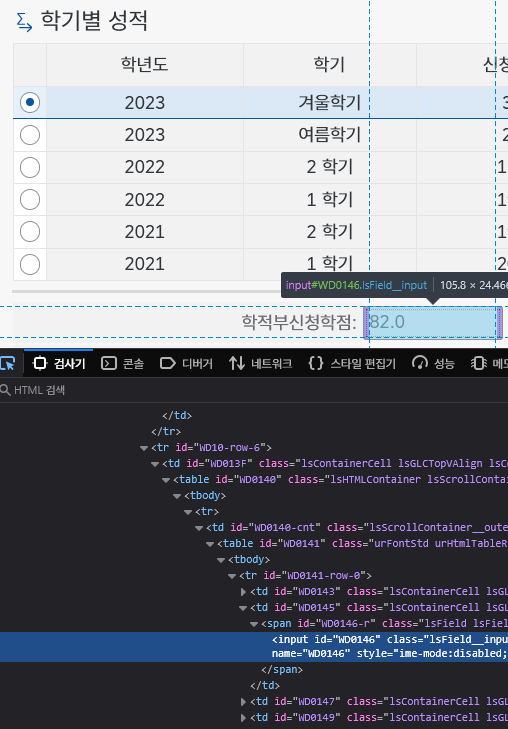 학기별 성적
학년도 학기 신청
2023 겨울학기 3
2023 여름학기 2
2022 2 학기 1
2022 1 학기 1
2021 2 학기 1
2021 1 학기 2
input#WD0146.lsField__input 105.8 × 24.466
학적부신청학점: 82.0
검사기 콘솔 디버거 네트워크 스타일 편집기 성능 메모
HTML 검색
</td>
</tr>
<tr id="WD10-row-6">
<td id="WD013F" class="lsContainerCell lsGLCTopVAlign lsCo
<table id="WD0140" class="lsHTMLContainer lsScrollContai
<tbody>
<tr>
<td id="WD0140-cnt" class="lsScrollContainer__oute
<table id="WD0141" class="urFontStd urHtmlTableR
<tbody>
<tr id="WD0141-row-0">
<td id="WD0143" class="lsContainerCell lsGL
<td id="WD0145" class="lsContainerCell lsGL
<span id="WD0146-r" class="lsField lsFiel
<input id="WD0146" class="lsField__inpu
name="WD0146" style="ime-mode:disabled;
</span>
</td>
<td id="WD0147" class="lsContainerCell lsGL
<td id="WD0149" class="lsContainerCell lsGL